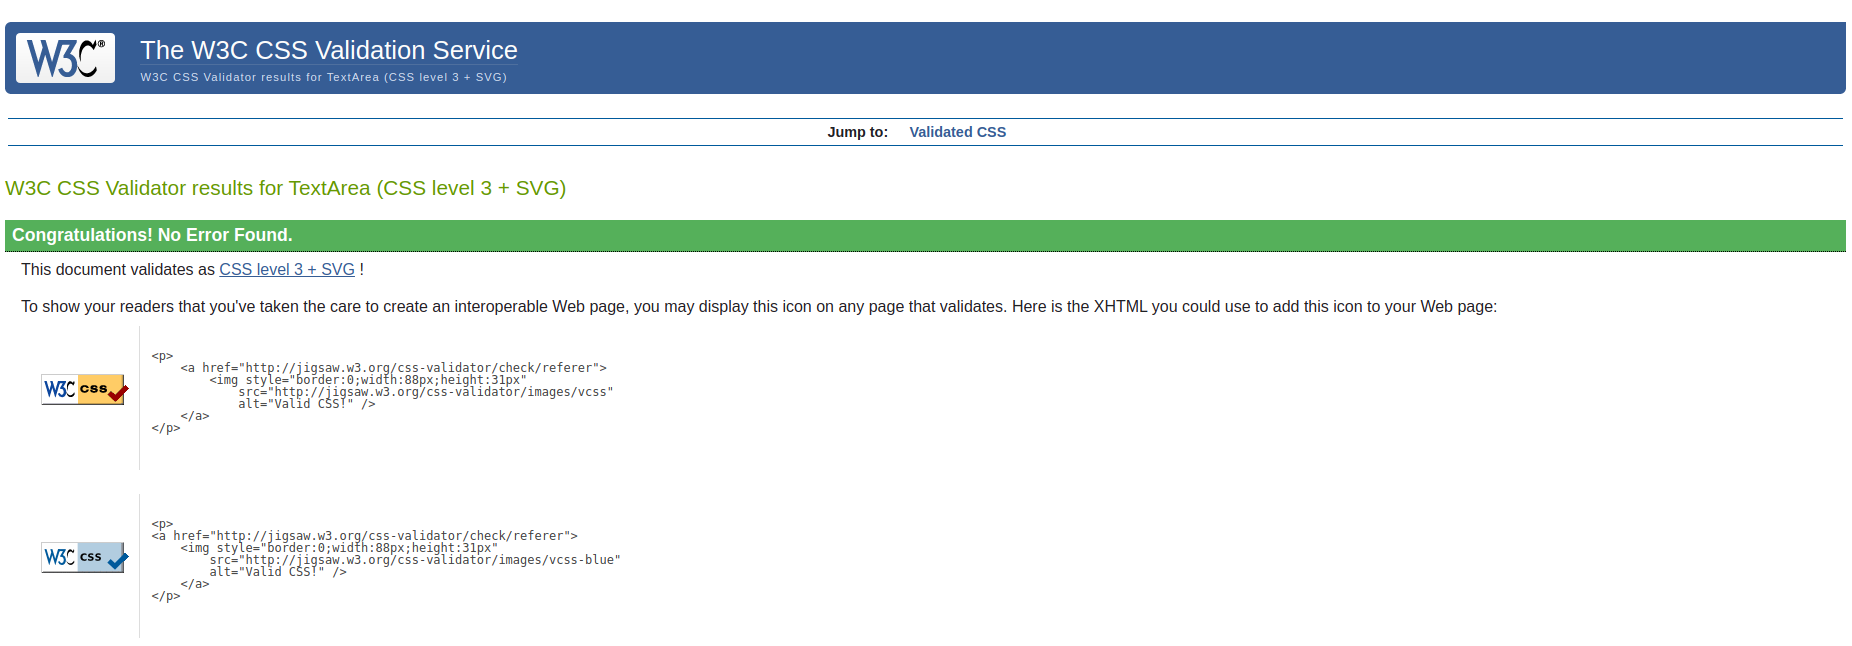 W3C®
The W3C CSS Validation Service
W3C CSS Validator results for TextArea (CSS level 3 + SVG)
Jump to: Validated CSS
W3C CSS Validator results for TextArea (CSS level 3 + SVG)
Congratulations! No Error Found.
This document validates as CSS level 3 + SVG !
To show your readers that you've taken the care to create an interoperable Web page, you may display this icon on any page that validates. Here is the XHTML you could use to add this icon to your Web page:
W3C css
<p>
    <a href="http://jigsaw.w3.org/css-validator/check/referer">
        <img style="border:0;width:88px;height:31px"
            src="http://jigsaw.w3.org/css-validator/images/vcss"
            alt="Valid CSS!" />
    </a>
</p>
W3C css
<p>
<a href="http://jigsaw.w3.org/css-validator/check/referer">
    <img style="border:0;width:88px;height:31px"
        src="http://jigsaw.w3.org/css-validator/images/vcss-blue"
        alt="Valid CSS!" />
    </a>
</p>